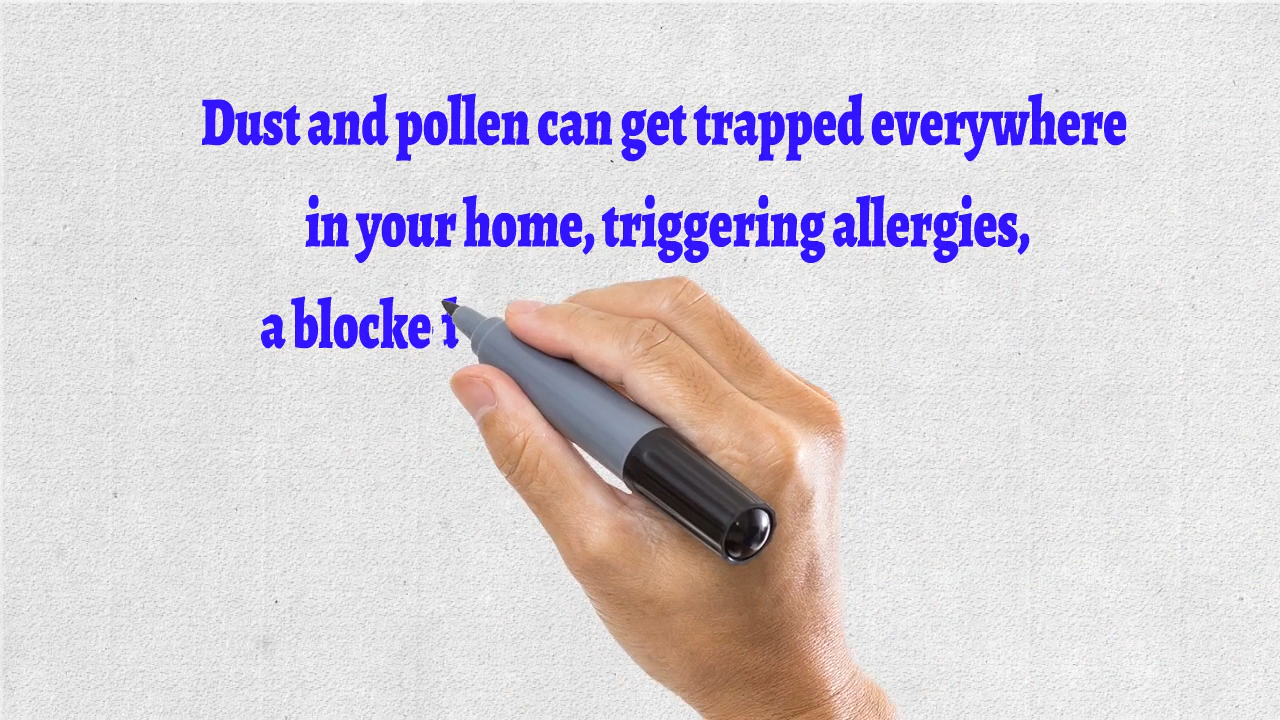 Dust and pollen can get trapped everywhere
in your home, triggering allergies,
a blocke